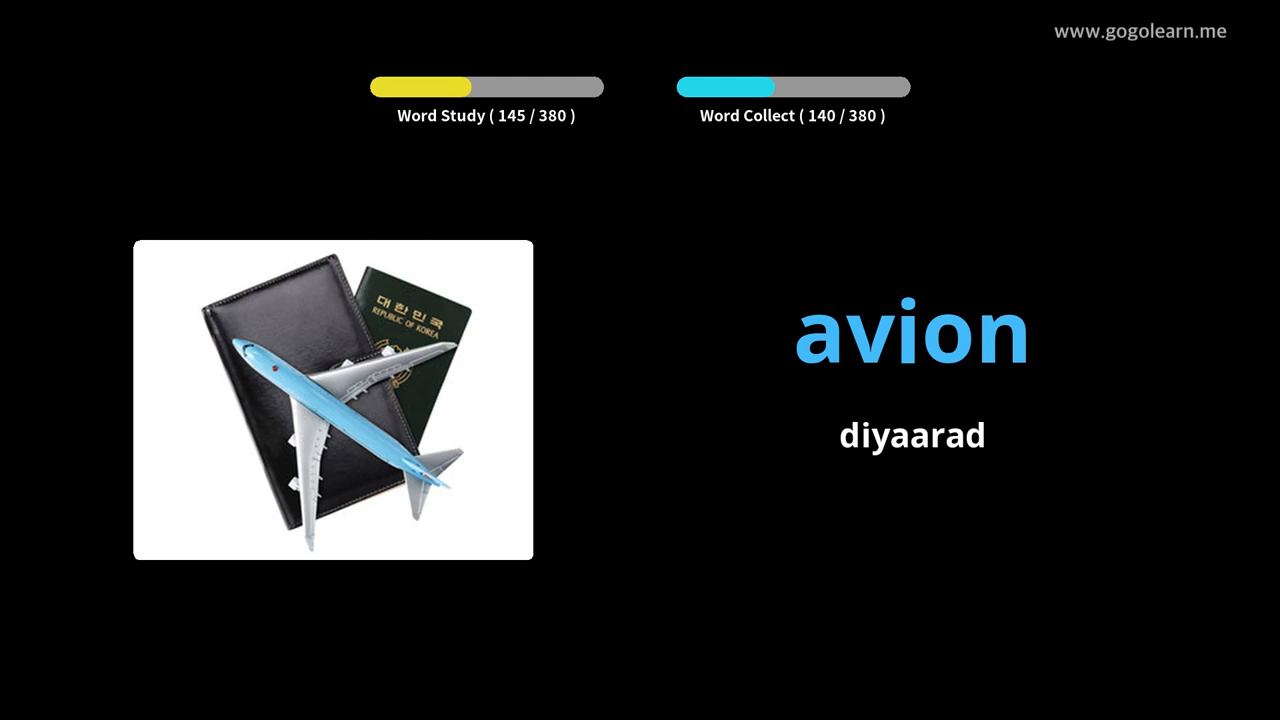 www.gogolearn.me
Word Study ( 145 / 380 )
Word Collect ( 140 / 380 )
대한민국
REPUBLIC OF KOREA
avion
diyaarad